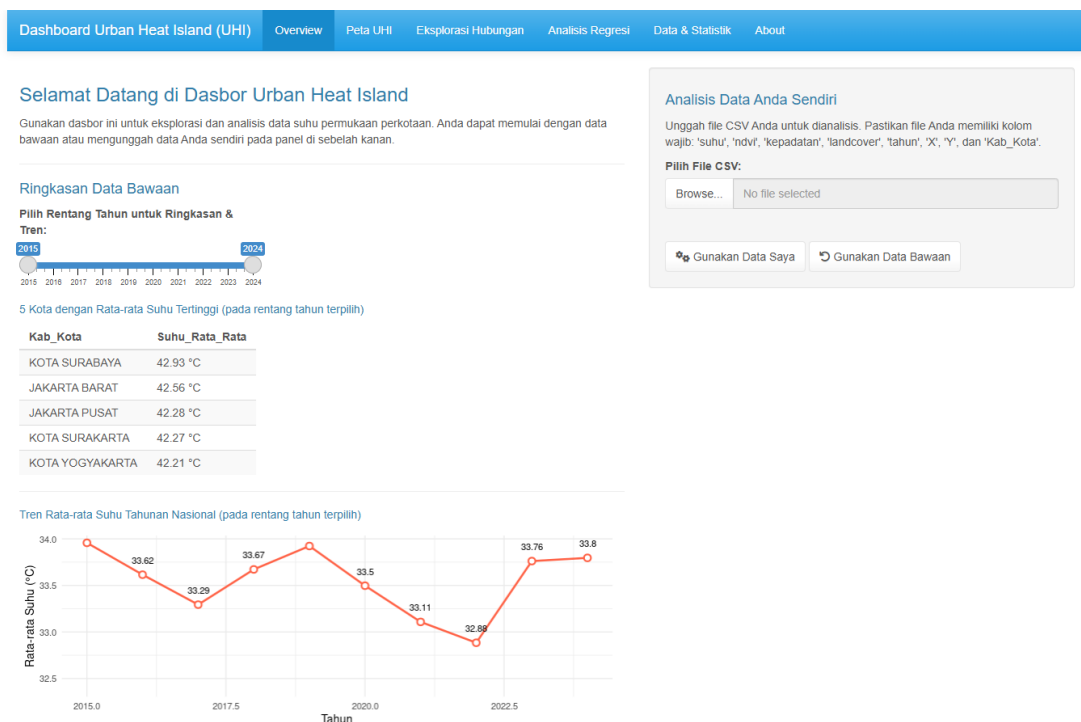 Dashboard Urban Heat Island (UHI) Overview Peta UHI Eksplorasi Hubungan Analisis Regresi Data & Statistik About
Selamat Datang di Dasbor Urban Heat Island
Gunakan dasbor ini untuk eksplorasi dan analisis data suhu permukaan perkotaan. Anda dapat memulai dengan data
bawaan atau mengunggah data Anda sendiri pada panel di sebelah kanan.
Ringkasan Data Bawaan
Pilih Rentang Tahun untuk Ringkasan &
Tren:
2015 2024
2015 2016 2017 2018 2019 2020 2021 2022 2023 2024
5 Kota dengan Rata-rata Suhu Tertinggi (pada rentang tahun terpilih)
Kab_Kota Suhu_Rata_Rata
KOTA SURABAYA 42.93 °C
JAKARTA BARAT 42.56 °C
JAKARTA PUSAT 42.28 °C
KOTA SURAKARTA 42.27 °C
KOTA YOGYAKARTA 42.21 °C
Tren Rata-rata Suhu Tahunan Nasional (pada rentang tahun terpilih)
Rata-rata Suhu (°C)
34.0
33.5
33.0
32.5
33.62
33.29
33.67
33.5
33.11
32.88
33.76
33.8
2015.0 2017.5 2020.0 2022.5
Tahun
Analisis Data Anda Sendiri
Unggah file CSV Anda untuk dianalisis. Pastikan file Anda memiliki kolom
wajib: 'suhu', 'ndvi', 'kepadatan', 'landcover', 'tahun', 'X', 'Y', dan 'Kab_Kota'.
Pilih File CSV:
Browse... No file selected
Gunakan Data Saya Gunakan Data Bawaan